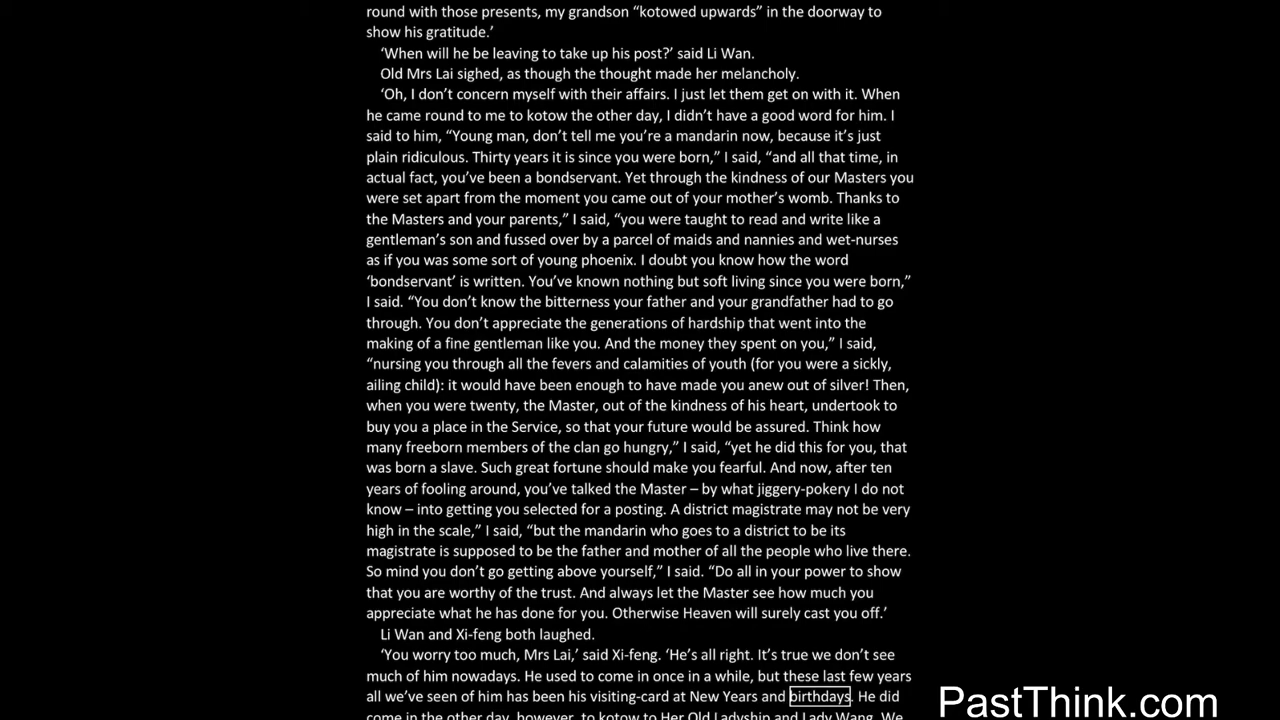 round with those presents, my grandson “kotowed upwards” in the doorway to
show his gratitude.’
‘When will he be leaving to take up his post?’ said Li Wan.
Old Mrs Lai sighed, as though the thought made her melancholy.
‘Oh, I don’t concern myself with their affairs. I just let them get on with it. When
he came round to me to kotow the other day, I didn’t have a good word for him. I
said to him, “Young man, don’t tell me you’re a mandarin now, because it’s just
plain ridiculous. Thirty years it is since you were born,” I said, “and all that time, in
actual fact, you’ve been a bondservant. Yet through the kindness of our Masters you
were set apart from the moment you came out of your mother’s womb. Thanks to
the Masters and your parents,” I said, “you were taught to read and write like a
gentleman’s son and fussed over by a parcel of maids and nannies and wet-nurses
as if you was some sort of young phoenix. I doubt you know how the word
‘bondservant’ is written. You’ve known nothing but soft living since you were born,”
I said. “You don’t know the bitterness your father and your grandfather had to go
through. You don’t appreciate the generations of hardship that went into the
making of a fine gentleman like you. And the money they spent on you,” I said,
“nursing you through all the fevers and calamities of youth (for you were a sickly,
ailing child): it would have been enough to have made you anew out of silver! Then,
when you were twenty, the Master, out of the kindness of his heart, undertook to
buy you a place in the Service, so that your future would be assured. Think how
many freeborn members of the clan go hungry,” I said, “yet he did this for you, that
was born a slave. Such great fortune should make you fearful. And now, after ten
years of fooling around, you’ve talked the Master – by what jiggery-pokery I do not
know – into getting you selected for a posting. A district magistrate may not be very
high in the scale,” I said, “but the mandarin who goes to a district to be its
magistrate is supposed to be the father and mother of all the people who live there.
So mind you don’t go getting above yourself,” I said. “Do all in your power to show
that you are worthy of the trust. And always let the Master see how much you
appreciate what he has done for you. Otherwise Heaven will surely cast you off.’
Li Wan and Xi-feng both laughed.
‘You worry too much, Mrs Lai,’ said Xi-feng. ‘He’s all right. It’s true we don’t see
much of him nowadays. He used to come in once in a while, but these last few years
all we’ve seen of him has been his visiting-card at New Years and birthdays. He did
come in the other day, however, to kotow to Her Old Ladyship and Lady Wang. We
PastThink.com